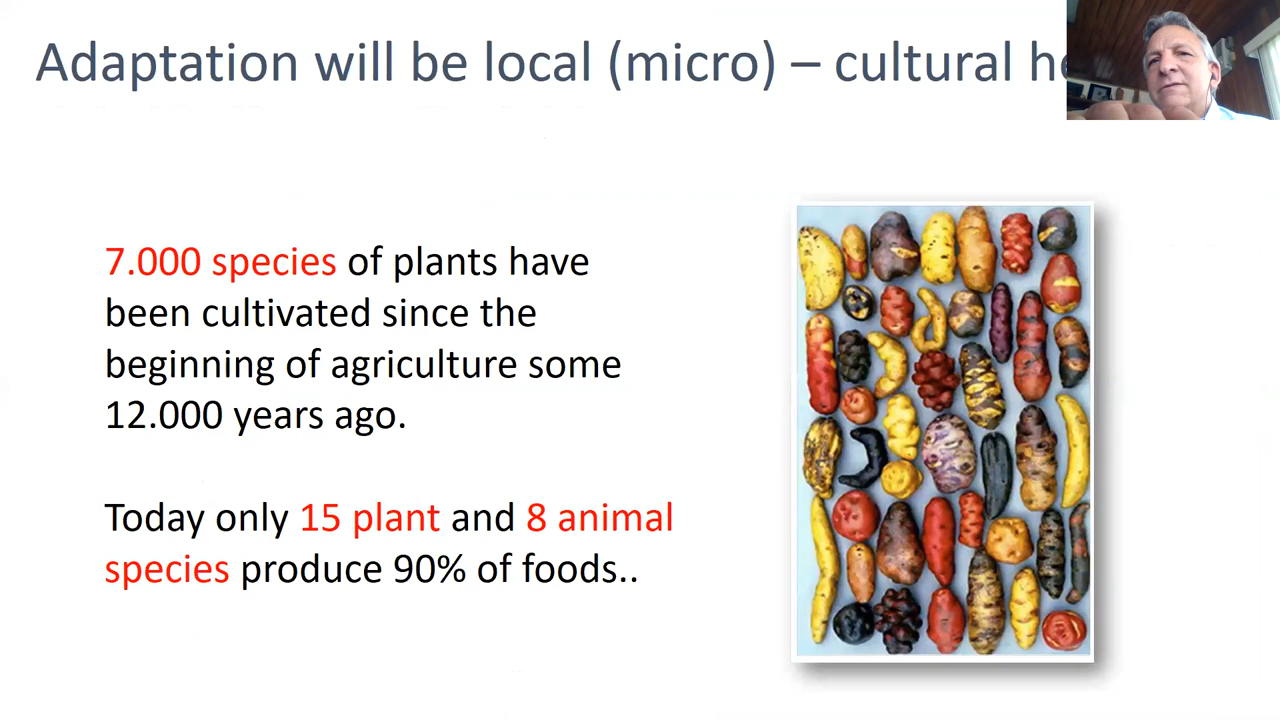 Adaptation will be local (micro) – cultural
7.000 species of plants have
been cultivated since the
beginning of agriculture some
12.000 years ago.
Today only 15 plant and 8 animal
species produce 90% of foods..